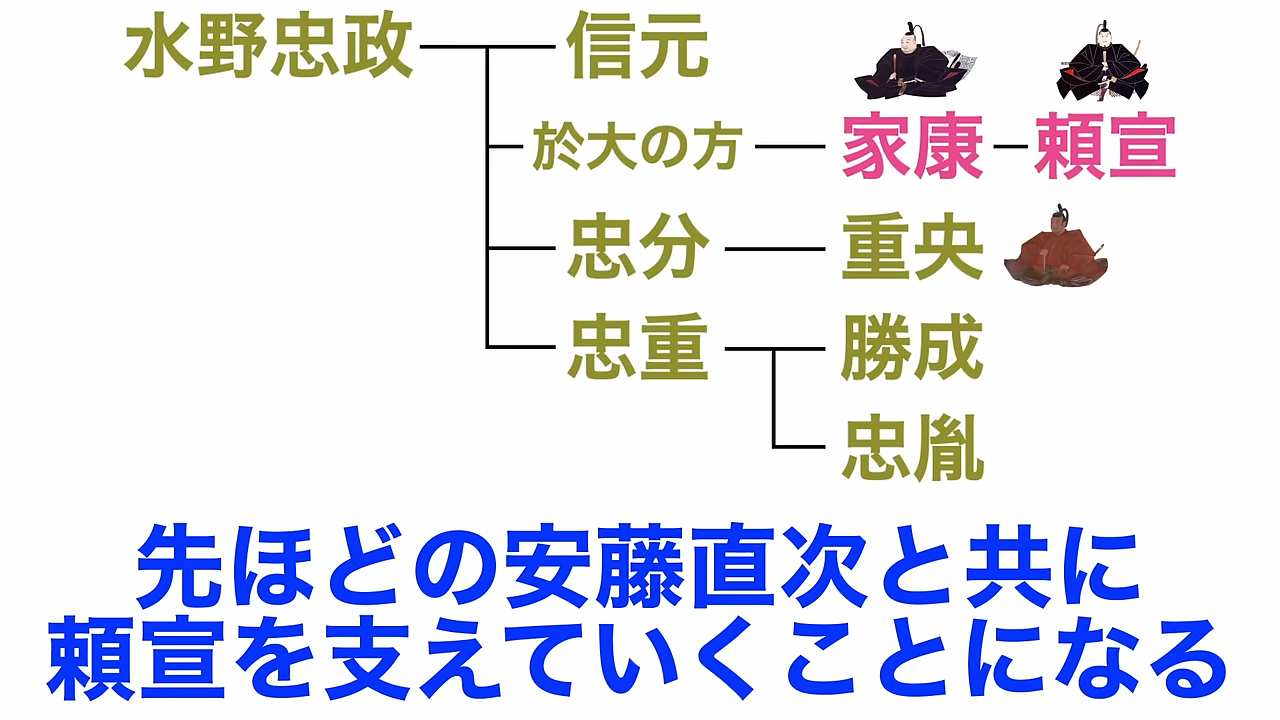 水野忠政 信元
於大の方 家康 頼宣
忠分 重央
忠重 勝成
忠胤
先ほどの安藤直次と共に
頼宣を支えていくことになる